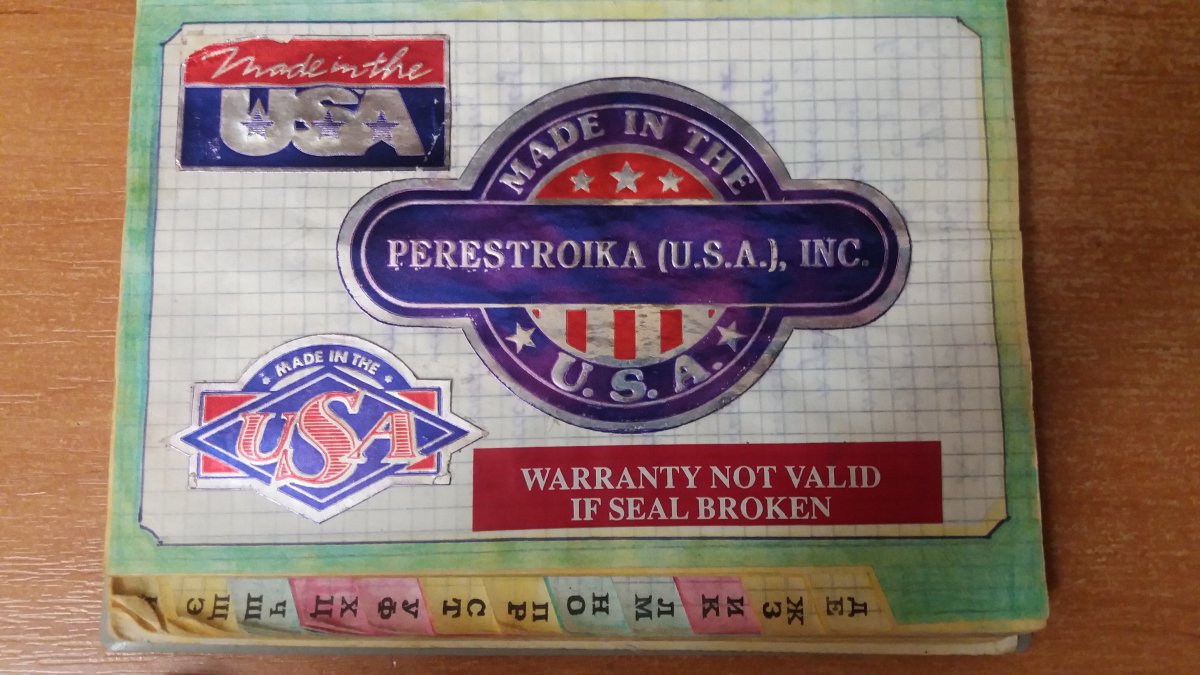 Made in the
USA
MADE IN THE
PERESTROIKA (U.S.A.), INC.
U.S.A.
MADE IN THE
USA
WARRANTY NOT VALID
IF SEAL BROKEN
Д
Е
Ж
З
И
К
Л
М
Н
О
П
Р
С
Т
У
Ф
Х
Ц
Ч
Ш
Щ
Э